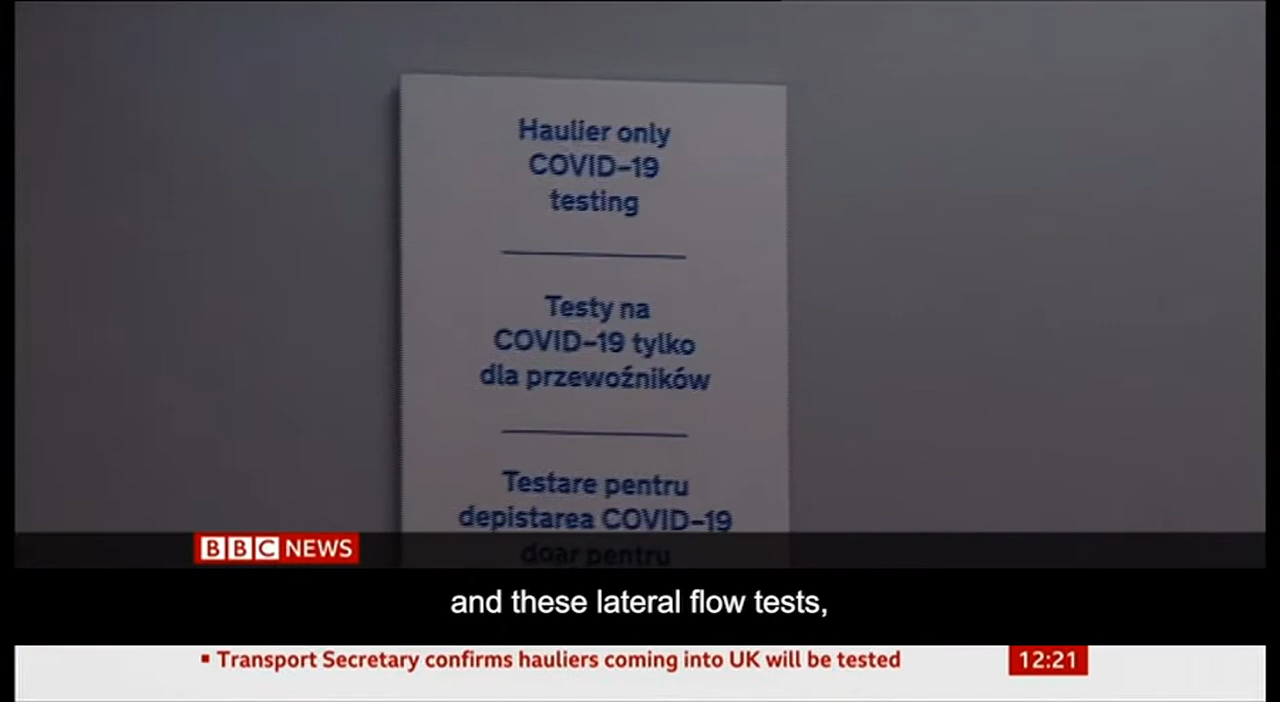 Haulier only
COVID-19
testing
Testy na
COVID-19 tylko
dla przewoźników
Testare pentru
depistarea COVID-19
doar pentru
BBC NEWS
and these lateral flow tests,
▪ Transport Secretary confirms hauliers coming into UK will be tested
12:21